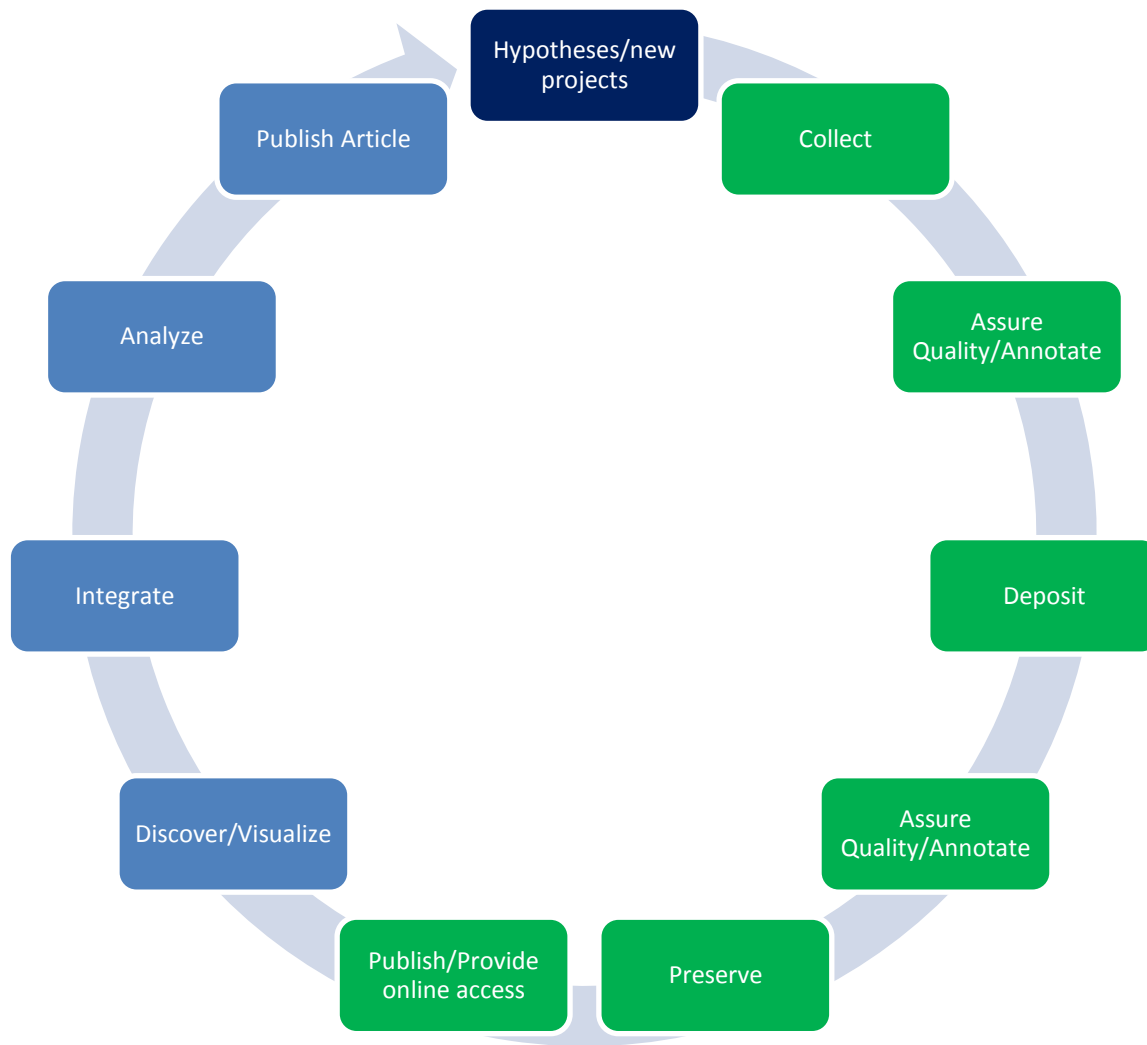 Hypotheses/new
projects
Collect
Assure
Quality/Annotate
Deposit
Assure
Quality/Annotate
Preserve
Publish/Provide
online access
Discover/Visualize
Integrate
Analyze
Publish Article